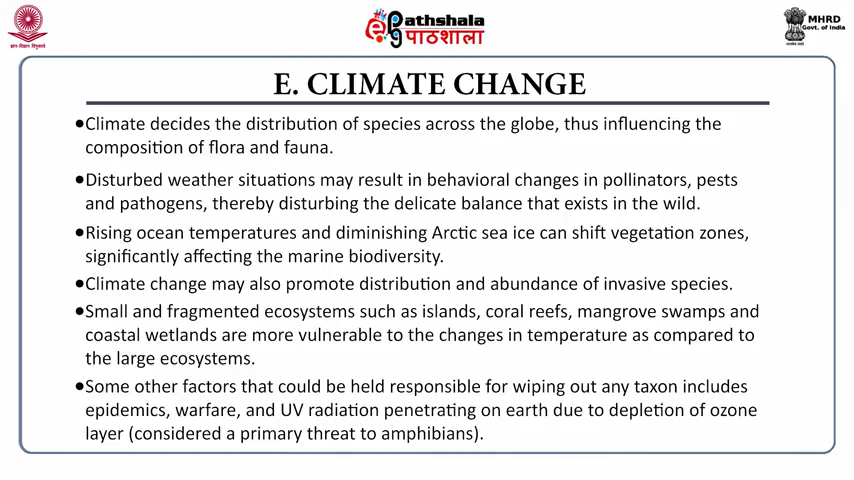 ज्ञान-विज्ञान विमुक्तये
Pathshala
पाठशाला
MHRD
Govt. of India
E. CLIMATE CHANGE
●Climate decides the distribution of species across the globe, thus influencing the
composition of flora and fauna.
●Disturbed weather situations may result in behavioral changes in pollinators, pests
and pathogens, thereby disturbing the delicate balance that exists in the wild.
●Rising ocean temperatures and diminishing Arctic sea ice can shift vegetation zones,
significantly affecting the marine biodiversity.
●Climate change may also promote distribution and abundance of invasive species.
●Small and fragmented ecosystems such as islands, coral reefs, mangrove swamps and
coastal wetlands are more vulnerable to the changes in temperature as compared to
the large ecosystems.
●Some other factors that could be held responsible for wiping out any taxon includes
epidemics, warfare, and UV radiation penetrating on earth due to depletion of ozone
layer (considered a primary threat to amphibians).